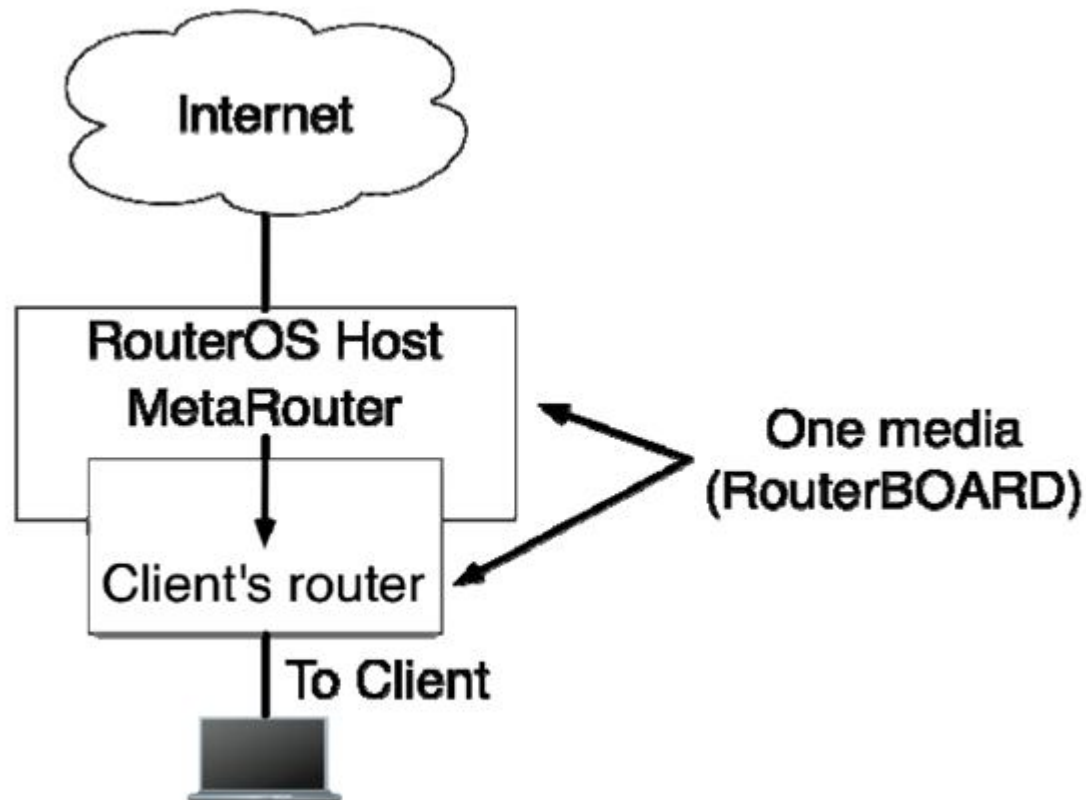 Internet
RouterOS Host
MetaRouter
One media
(RouterBOARD)
Client's router
To Client